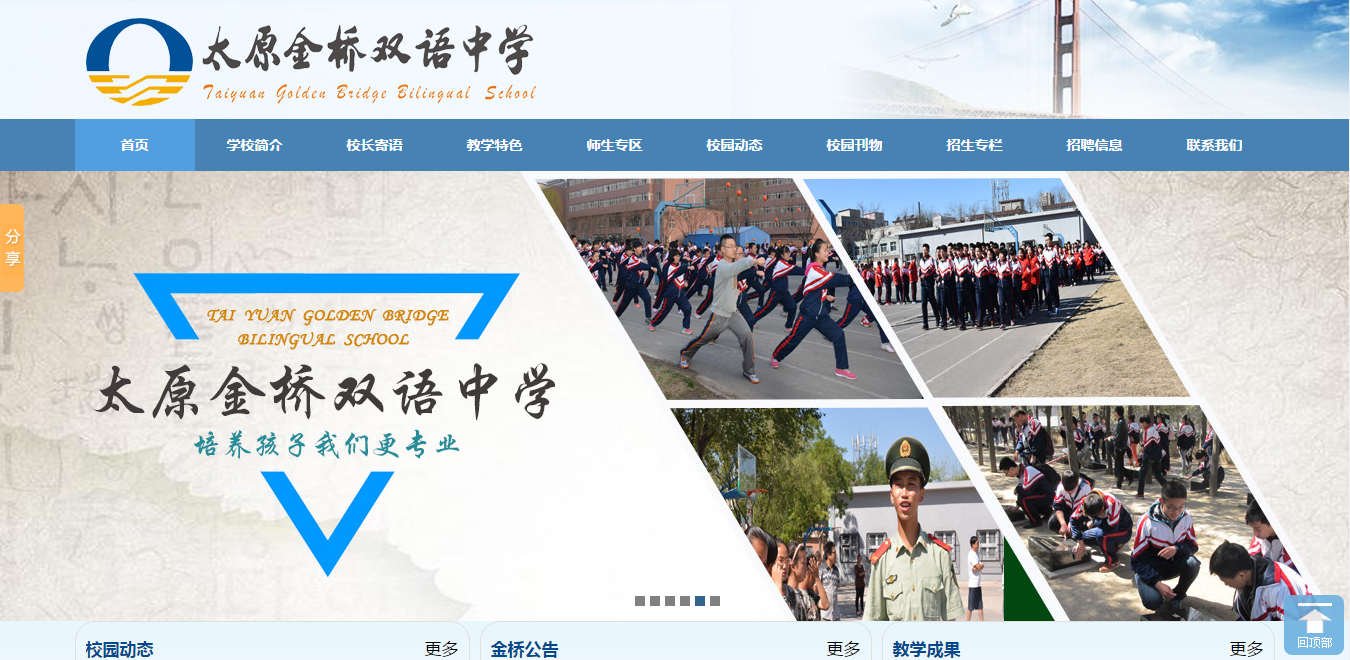 太原金桥双语中学
Taiyuan Golden Bridge Bilingual School
首页 学校简介 校长寄语 教学特色 师生专区 校园动态 校园刊物 招生专栏 招聘信息 联系我们
分
享
TAI YUAN GOLDEN BRIDGE
BILINGUAL SCHOOL
太原金桥双语中学
培养孩子我们更专业
回顶部
校园动态 更多 金桥公告 更多 教学成果 更多